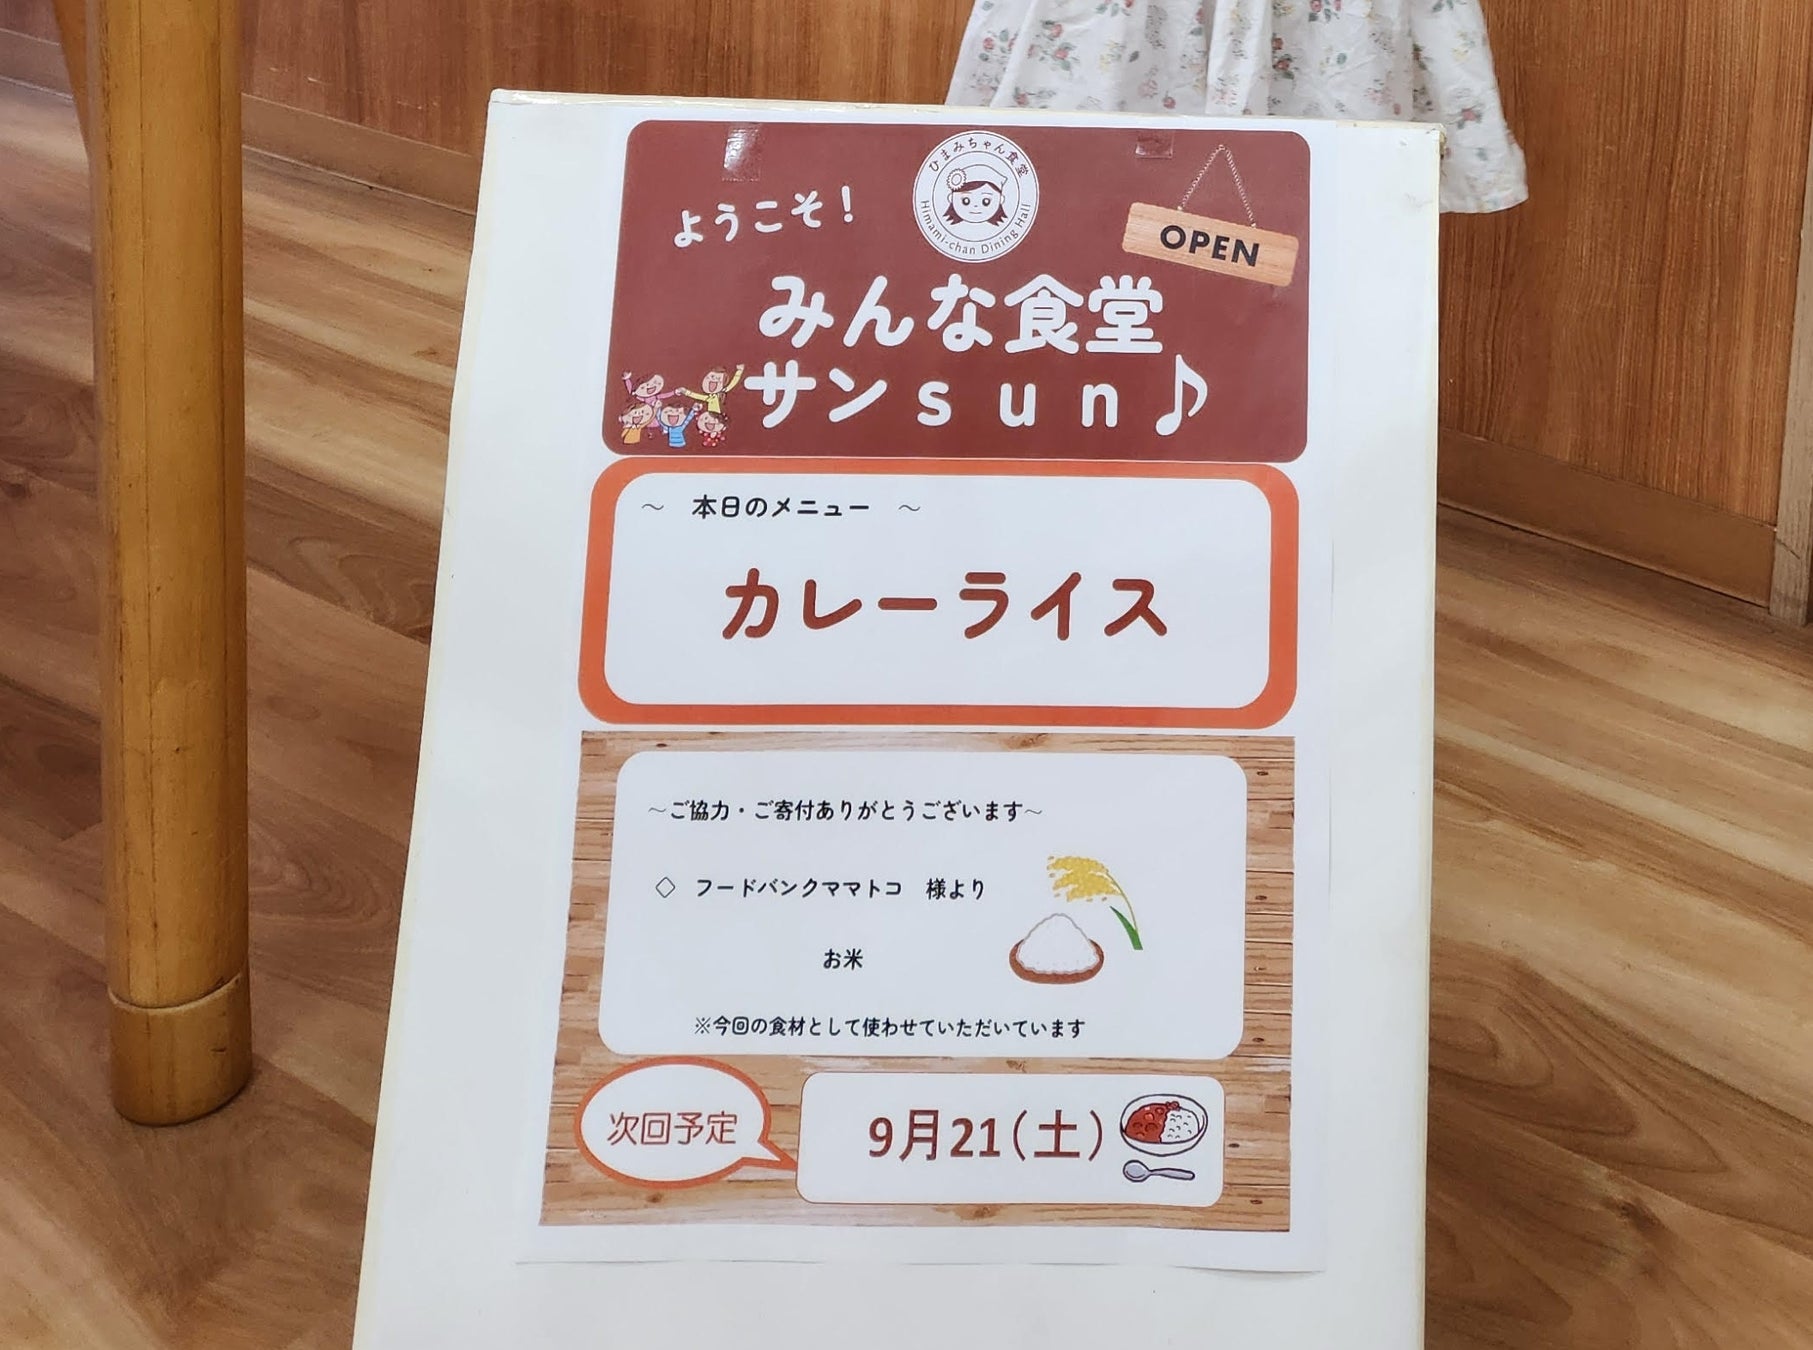 ひまみちゃん食堂
Himami-chan Dining Hall
ようこそ！
OPEN
みんな食堂
サンsun♪
～ 本日のメニュー ～
カレーライス
～ご協力・ご寄付ありがとうございます～
◇ フードバンクママトコ 様より
お米
※今回の食材として使わせていただいています
次回予定
9月21(土)